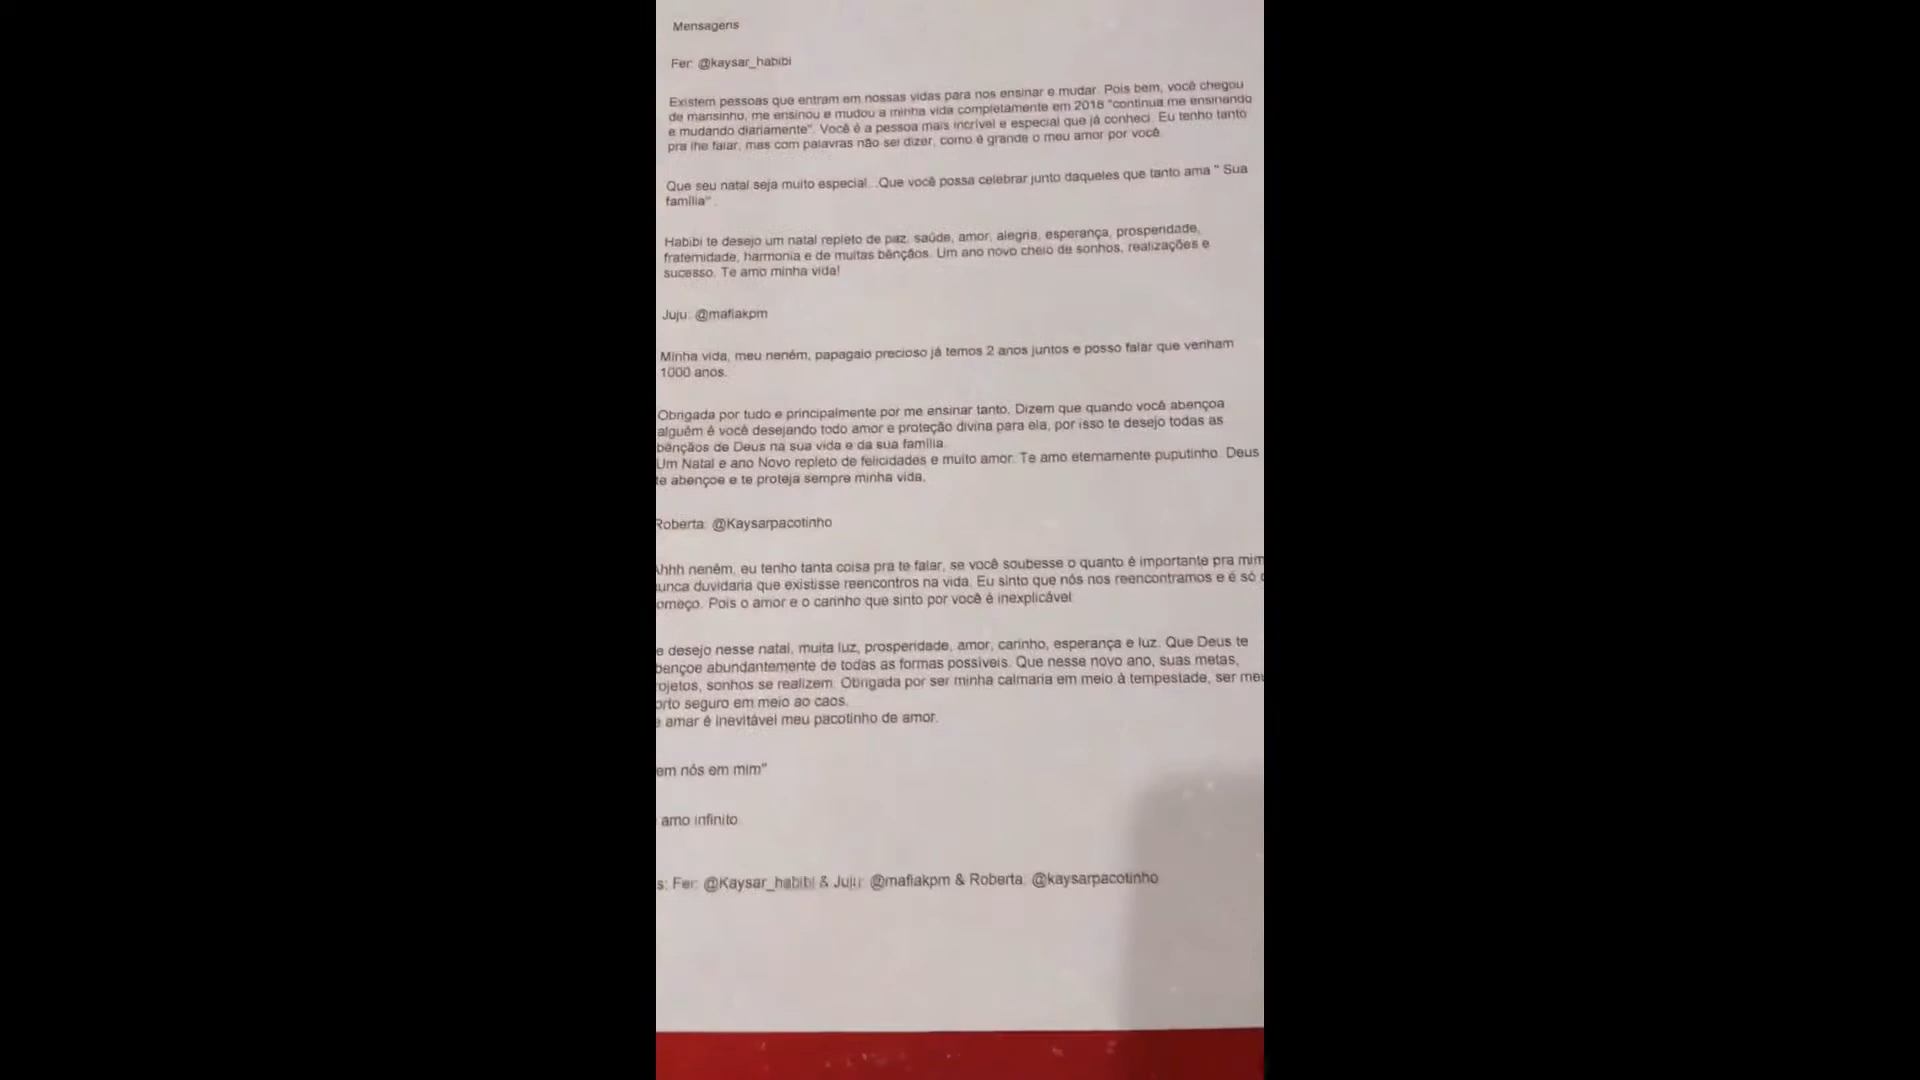 Mensagens
Fer: @kaysar_habibi
Existem pessoas que entram em nossas vidas para nos ensinar e mudar. Pois bem, você chegou
de mansinho, me ensinou e mudou a minha vida completamente em 2018 "continua me ensinando
e mudando diariamente". Você é a pessoa mais incrível e especial que já conheci. Eu tenho tanto
pra lhe falar, mas com palavras não sei dizer, como é grande o meu amor por você.
Que seu natal seja muito especial...Que você possa celebrar junto daqueles que tanto ama " Sua
família" .
Habibi te desejo um natal repleto de paz, saúde, amor, alegria, esperança, prosperidade,
fraternidade, harmonia e de muitas bênçãos. Um ano novo cheio de sonhos, realizações e
sucesso. Te amo minha vida!
Juju: @mafiakpm
Minha vida, meu neném, papagaio precioso já temos 2 anos juntos e posso falar que venham
1000 anos.
Obrigada por tudo e principalmente por me ensinar tanto. Dizem que quando você abençoa
alguém é você desejando todo amor e proteção divina para ela, por isso te desejo todas as
bênçãos de Deus na sua vida e da sua família.
Um Natal e ano Novo repleto de felicidades e muito amor. Te amo eternamente puputinho. Deus
te abençoe e te proteja sempre minha vida.
Roberta: @Kaysarpacotinho
Ahhh neném, eu tenho tanta coisa pra te falar, se você soubesse o quanto é importante pra mim
unca duvidaria que existisse reencontros na vida. Eu sinto que nós nos reencontramos e é só
omeço. Pois o amor e o carinho que sinto por você é inexplicável.
e desejo nesse natal, muita luz, prosperidade, amor, carinho, esperança e luz. Que Deus te
bençoe abundantemente de todas as formas possíveis. Que nesse novo ano, suas metas,
ojetos, sonhos se realizem. Obrigada por ser minha calmaria em meio à tempestade, ser meu
orto seguro em meio ao caos.
e amar é inevitável meu pacotinho de amor.
em nós em mim"
amo infinito
s: Fer: @Kaysar_habibi & Juju: @mafiakpm & Roberta: @kaysarpacotinho